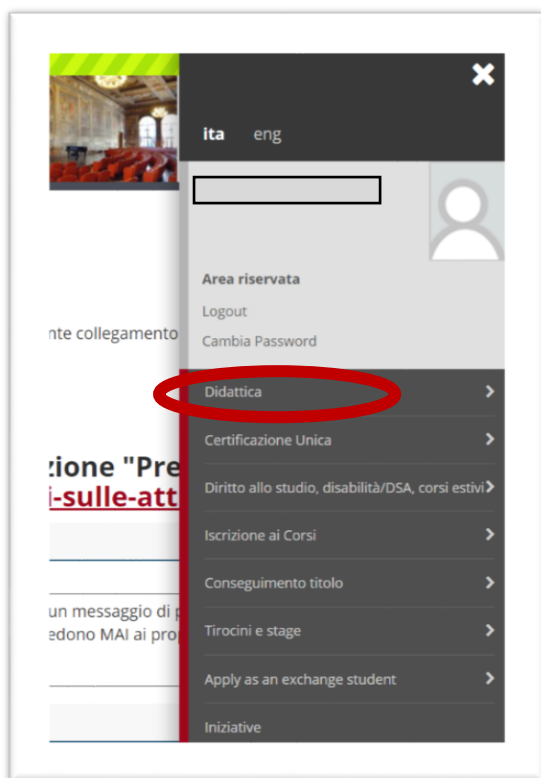 ita eng
Area riservata
Logout
nte collegamento
Cambia Password
Didattica
Certificazione Unica
zione "Pre
i-sulle-att
Diritto allo studio, disabilità/DSA, corsi estivi
Iscrizione ai Corsi
Conseguimento titolo
un messaggio di p
edono MAI ai prop
Tirocini e stage
Apply as an exchange student
Iniziative